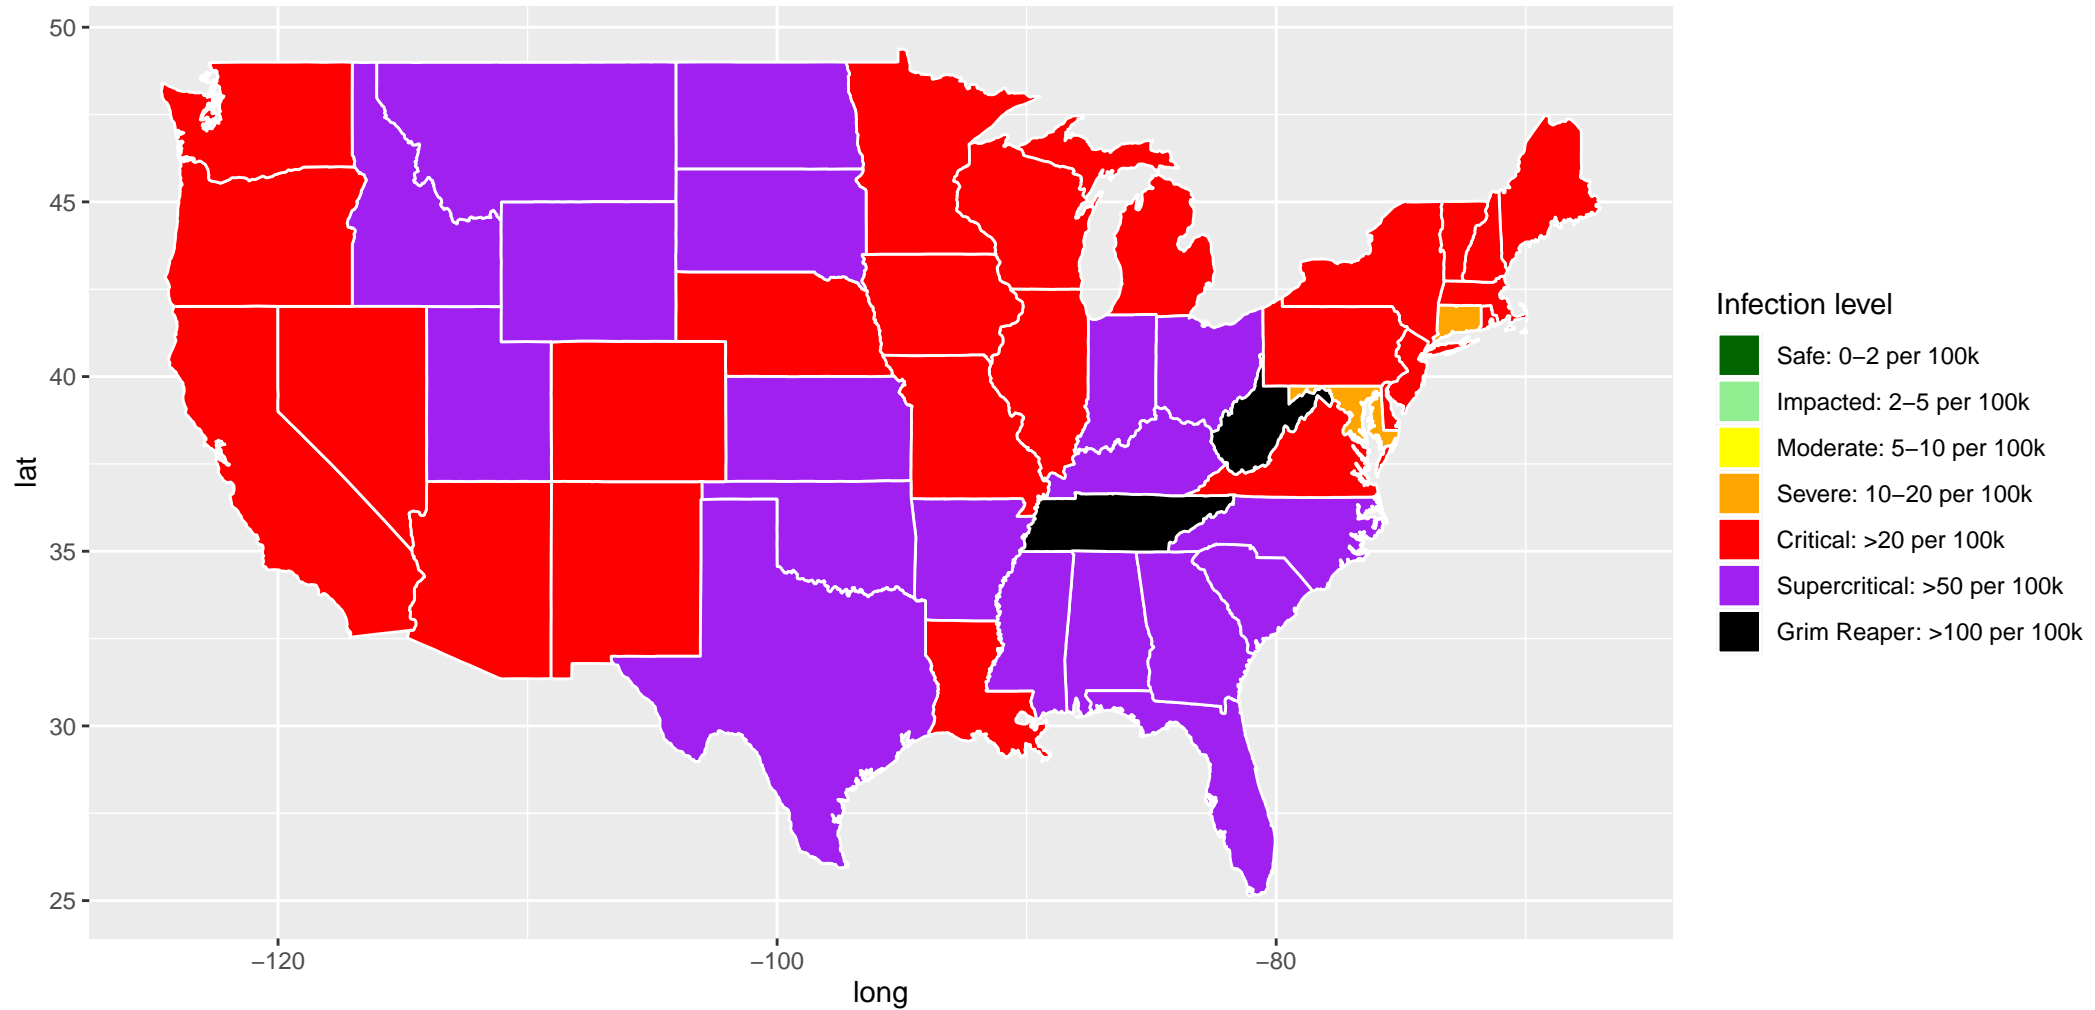 50
45
40
35
30
25
lat
−120
−100
−80
long
Infection level
Safe: 0−2 per 100k
Impacted: 2−5 per 100k
Moderate: 5−10 per 100k
Severe: 10−20 per 100k
Critical: >20 per 100k
Supercritical: >50 per 100k
Grim Reaper: >100 per 100k